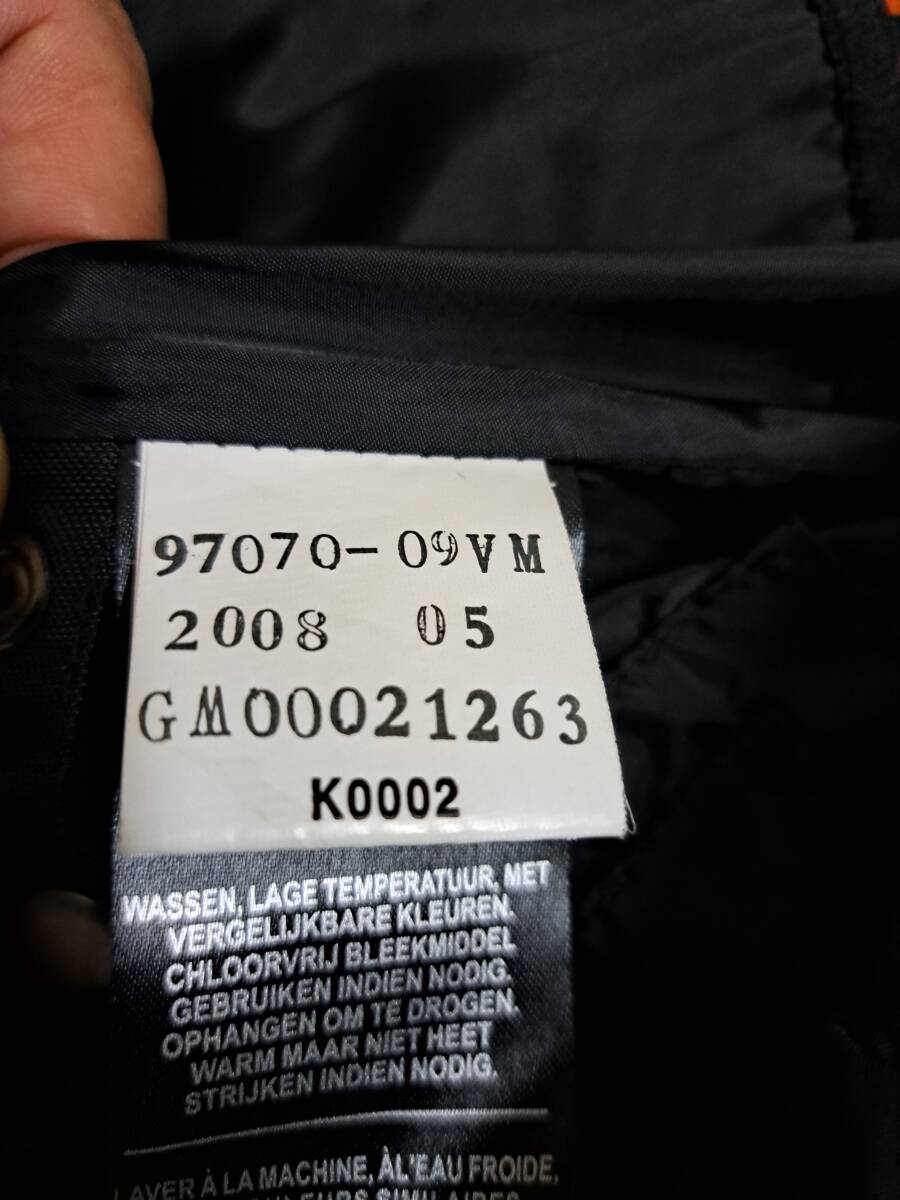 97070-09VM
2008 05
GM00021263
K0002
WASSEN, LAGE TEMPERATUUR, MET
VERGELIJKBARE KLEUREN.
CHLOORVRIJ BLEEKMIDDEL
GEBRUIKEN INDIEN NODIG.
OPHANGEN OM TE DROGEN.
WARM MAAR NIET HEET
STRIJKEN INDIEN NODIG.
LAVER À LA MACHINE, À L'EAU FROIDE,
SIMILAIRES